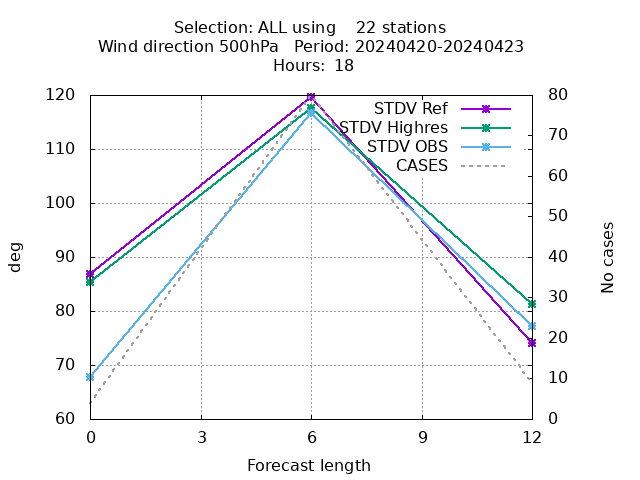 Selection: ALL using    22 stations
Wind direction 500hPa   Period: 20240420-20240423
Hours:  18
120
110
100
90
80
70
60
80
70
60
50
40
30
20
10
0
STDV Ref
STDV Highres
STDV OBS
CASES
deg
No cases
0
3
6
9
12
Forecast length